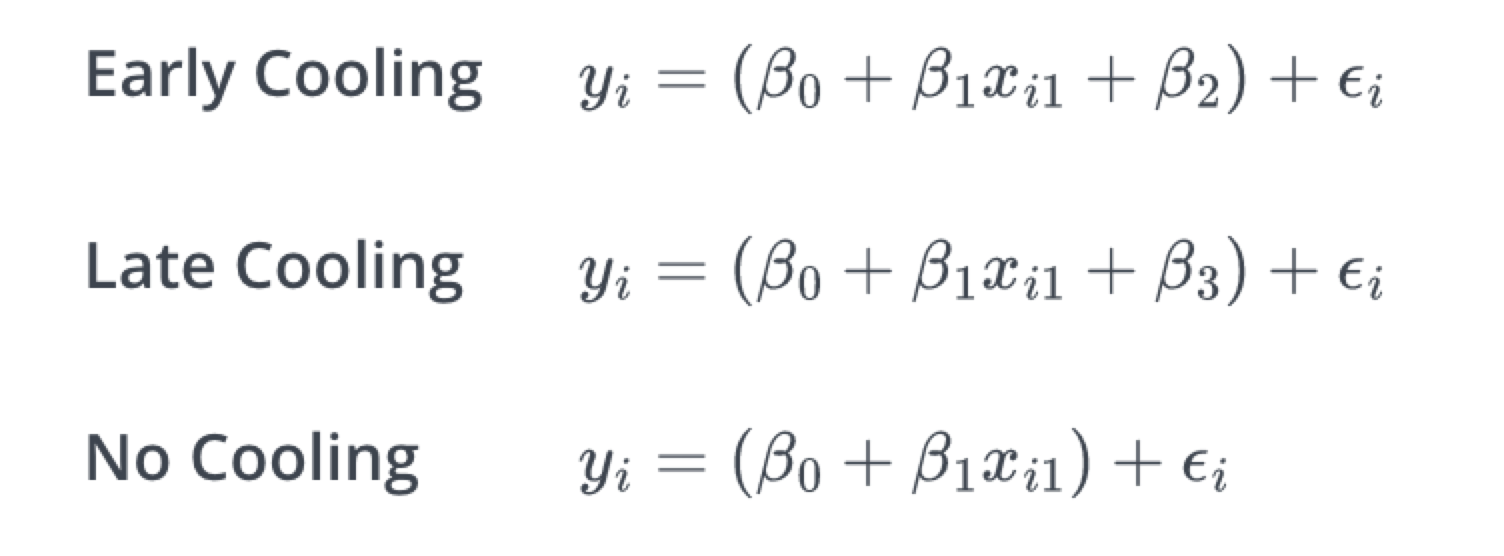 Early Cooling yᵢ = (β₀ + β₁xᵢ₁ + β₂) + ϵᵢ
Late Cooling yᵢ = (β₀ + β₁xᵢ₁ + β₃) + ϵᵢ
No Cooling yᵢ = (β₀ + β₁xᵢ₁) + ϵᵢ